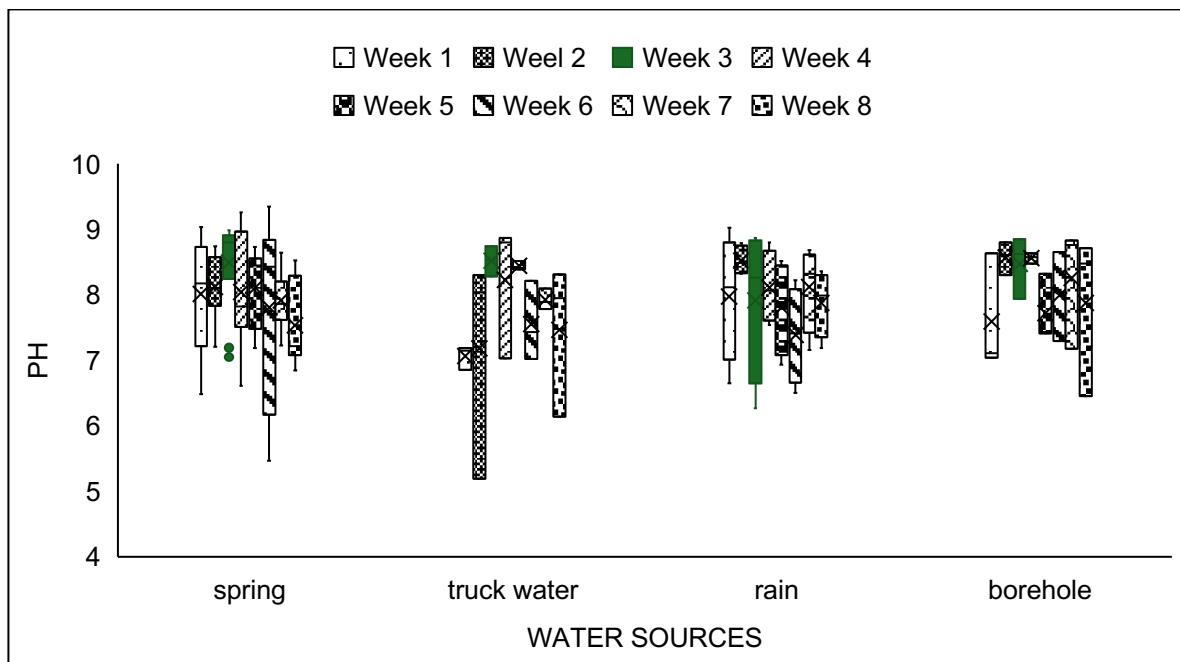 Week 1 Weel 2 Week 3 Week 4
Week 5 Week 6 Week 7 Week 8
10
9
8
7
6
5
4
PH
spring truck water rain borehole
WATER SOURCES